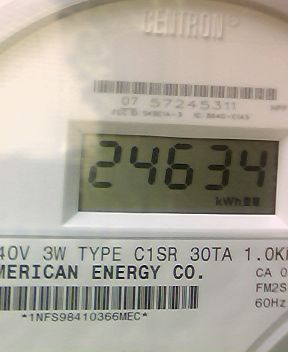 CENTRON®
07 57245311
24634
kWh
40V 3W TYPE C1SR 30TA 1.0K
MERICAN ENERGY CO.
CA 0
FM2S
60Hz
*1NFS98410366MEC*